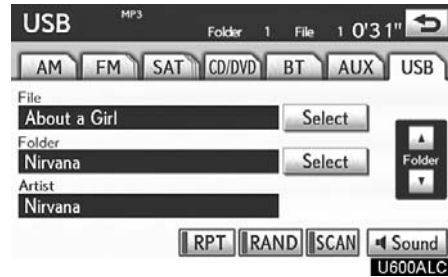 USB MP3 Folder 1 File 1 0'31"
AM FM SAT CD/DVD BT AUX USB
File
About a Girl Select
Folder
Nirvana Select Folder
Artist
Nirvana
RPT RAND SCAN Sound
U600ALC